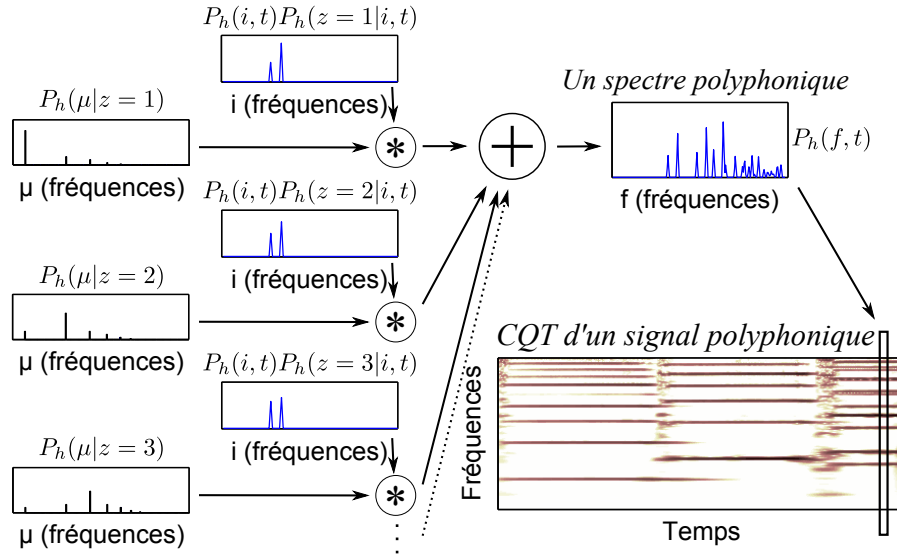 P_h(i, t)P_h(z = 1|i, t)
i (fréquences)
P_h(μ|z = 1)
μ (fréquences)
*
+
Un spectre polyphonique
P_h(f, t)
f (fréquences)
P_h(i, t)P_h(z = 2|i, t)
i (fréquences)
P_h(μ|z = 2)
μ (fréquences)
*
CQT d'un signal polyphonique
Fréquences
Temps
P_h(i, t)P_h(z = 3|i, t)
i (fréquences)
P_h(μ|z = 3)
μ (fréquences)
*